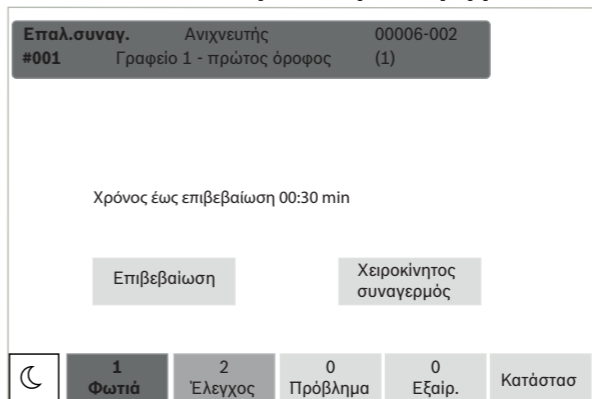 Επαλ.συναγ. Ανιχνευτής 00006-002
#001 Γραφείο 1 - πρώτος όροφος (1)
Χρόνος έως επιβεβαίωση 00:30 min
Επιβεβαίωση
Χειροκίνητος
συναγερμός
1 2 0 0
Φωτιά Έλεγχος Πρόβλημα Εξαίρ. Κατάστασ